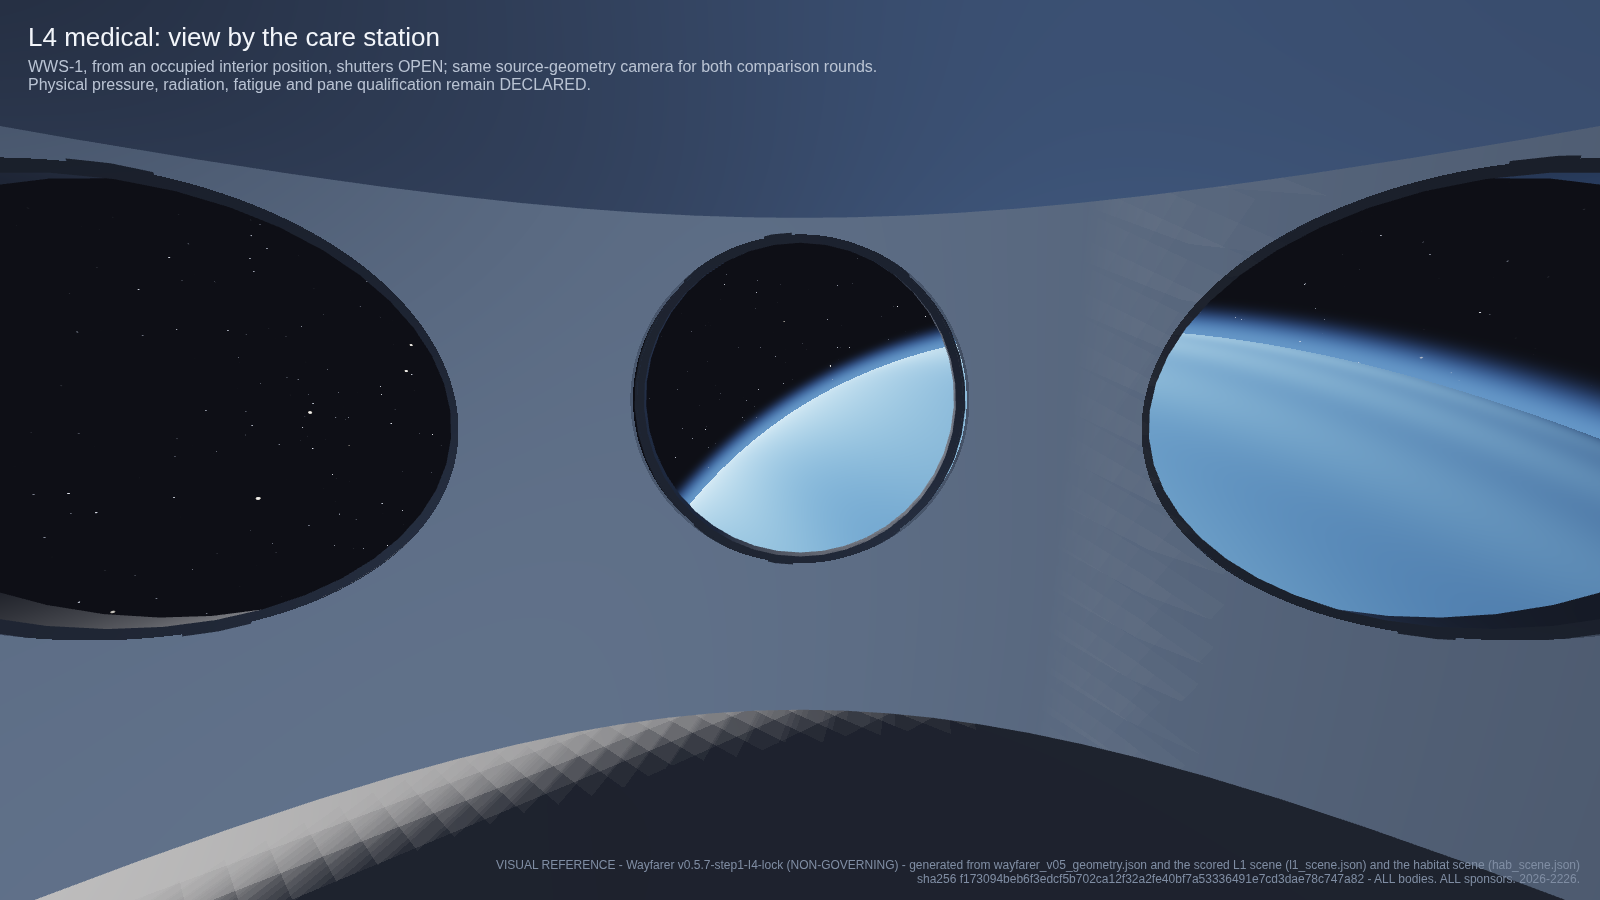 L4 medical: view by the care station
WWS-1, from an occupied interior position, shutters OPEN; same source-geometry camera for both comparison rounds.
Physical pressure, radiation, fatigue and pane qualification remain DECLARED.
VISUAL REFERENCE - Wayfarer v0.5.7-step1-l4-lock (NON-GOVERNING) - generated from wayfarer_v05_geometry.json and the scored L1 scene (l1_scene.json) and the habitat scene (hab_scene.json)
sha256 f173094beb6f3edcf5b702ca12f32a2fe40bf7a53336491e7cd3dae78c747a82 - ALL bodies. ALL sponsors. 2026-2226.